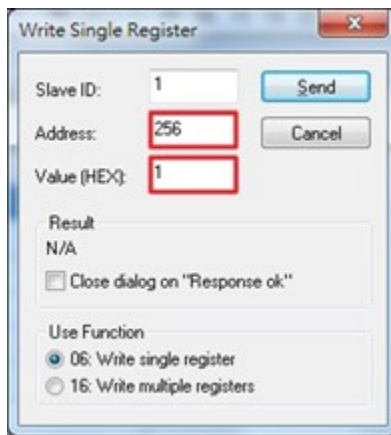 Write Single Register
Slave ID: 1 Send
Address: 256 Cancel
Value (HEX): 1
Result
N/A
Close dialog on "Response ok"
Use Function
06: Write single register
16: Write multiple registers